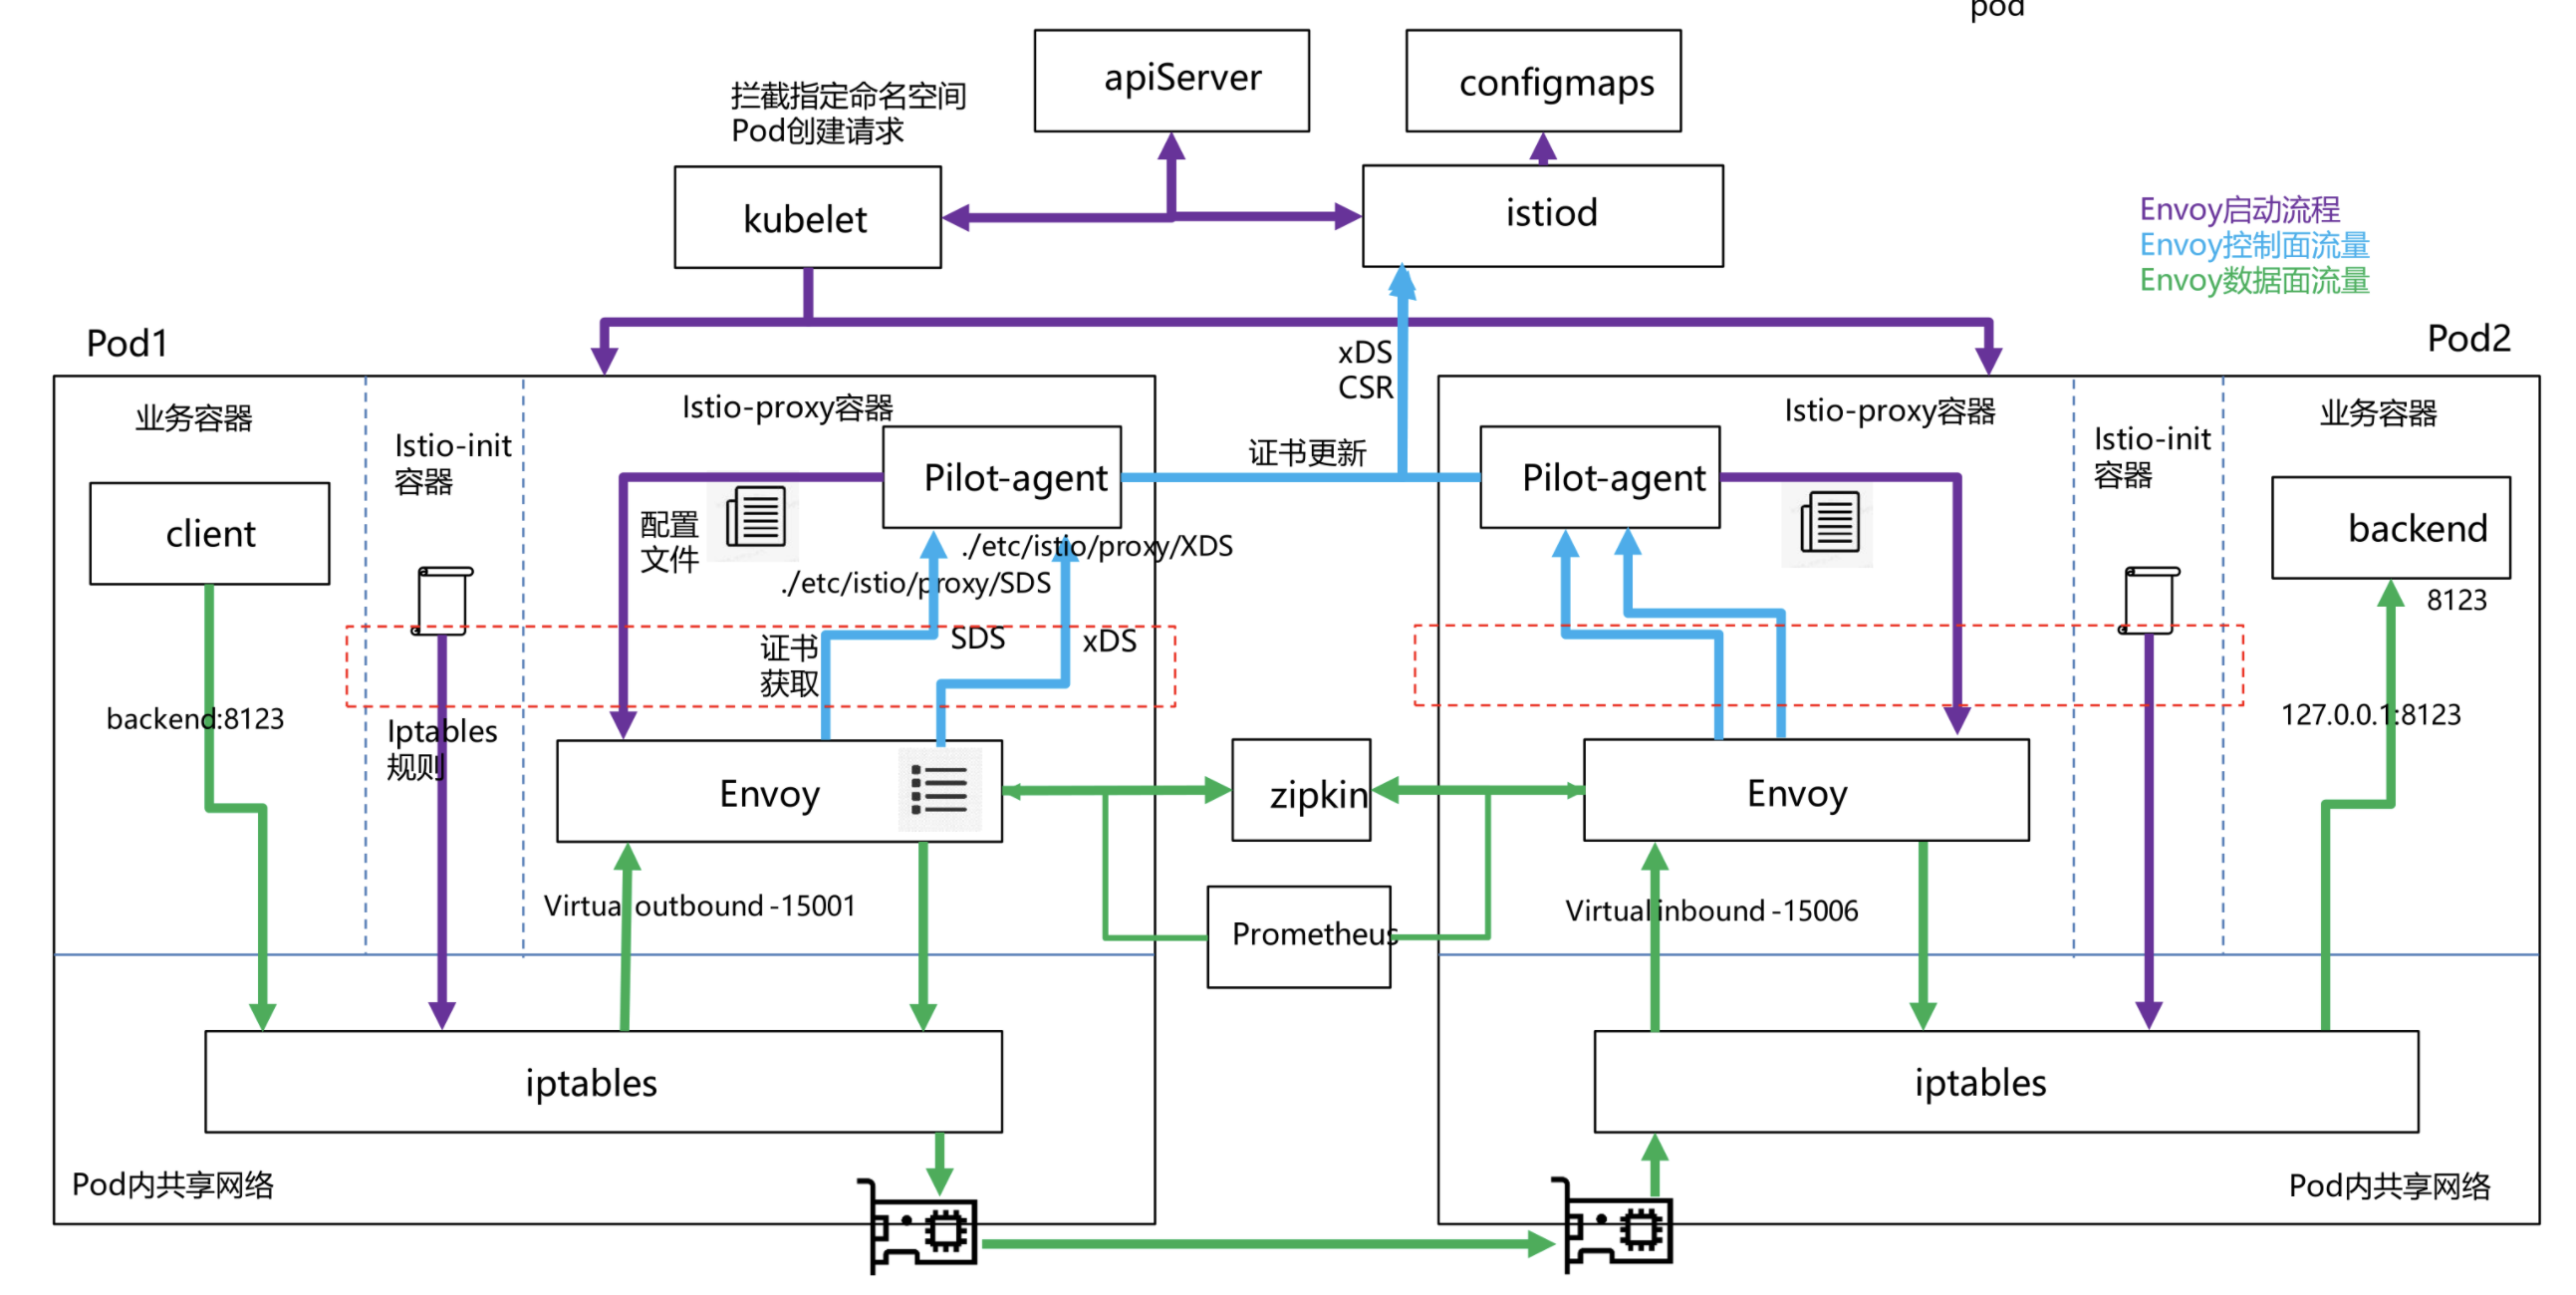 pod
apiServer
configmaps
拦截指定命名空间
Pod创建请求
kubelet
istiod
Envoy启动流程
Envoy控制面流量
Envoy数据面流量
Pod1
Pod2
xDS
CSR
业务容器
Istio-init
容器
Istio-proxy容器
Pilot-agent
证书更新
Pilot-agent
Istio-proxy容器
Istio-init
容器
业务容器
client
配置
文件
./etc/istio/proxy/XDS
./etc/istio/proxy/SDS
backend
8123
证书
获取
SDS
xDS
backend:8123
Iptables
规则
127.0.0.1:8123
Envoy
zipkin
Envoy
Virtual outbound -15001
Prometheus
Virtual inbound -15006
iptables
iptables
Pod内共享网络
Pod内共享网络